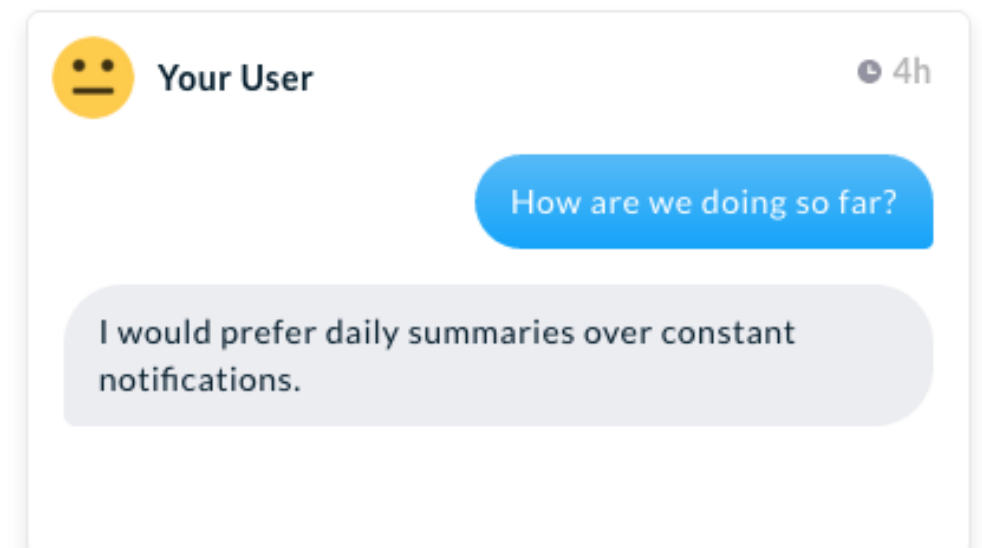 Your User
4h
How are we doing so far?
I would prefer daily summaries over constant
notifications.